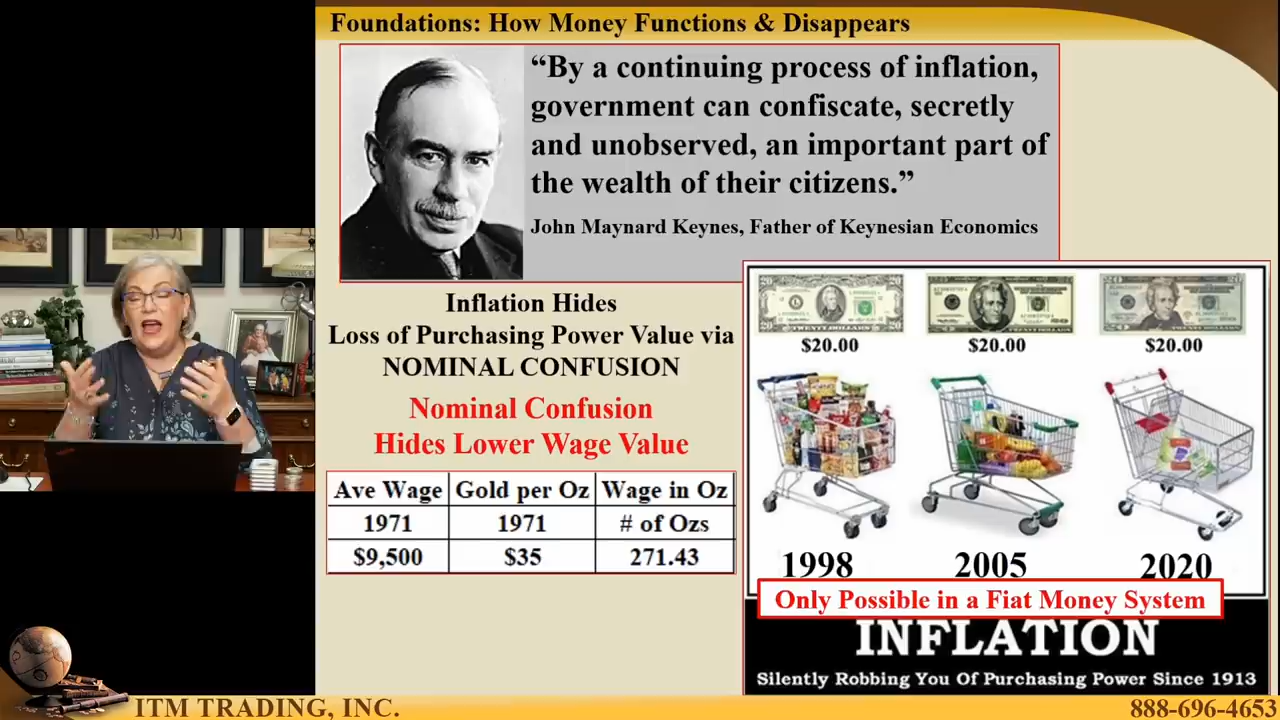 Foundations: How Money Functions & Disappears
“By a continuing process of inflation,
government can confiscate, secretly
and unobserved, an important part of
the wealth of their citizens.”
John Maynard Keynes, Father of Keynesian Economics
Inflation Hides
Loss of Purchasing Power Value via
NOMINAL CONFUSION
Nominal Confusion
Hides Lower Wage Value
Ave Wage Gold per Oz Wage in Oz
1971 1971 # of Ozs
$9,500 $35 271.43
$20.00 $20.00 $20.00
1998 2005 2020
Only Possible in a Fiat Money System
INFLATION
Silently Robbing You Of Purchasing Power Since 1913
ITM TRADING, INC.
888-696-4653